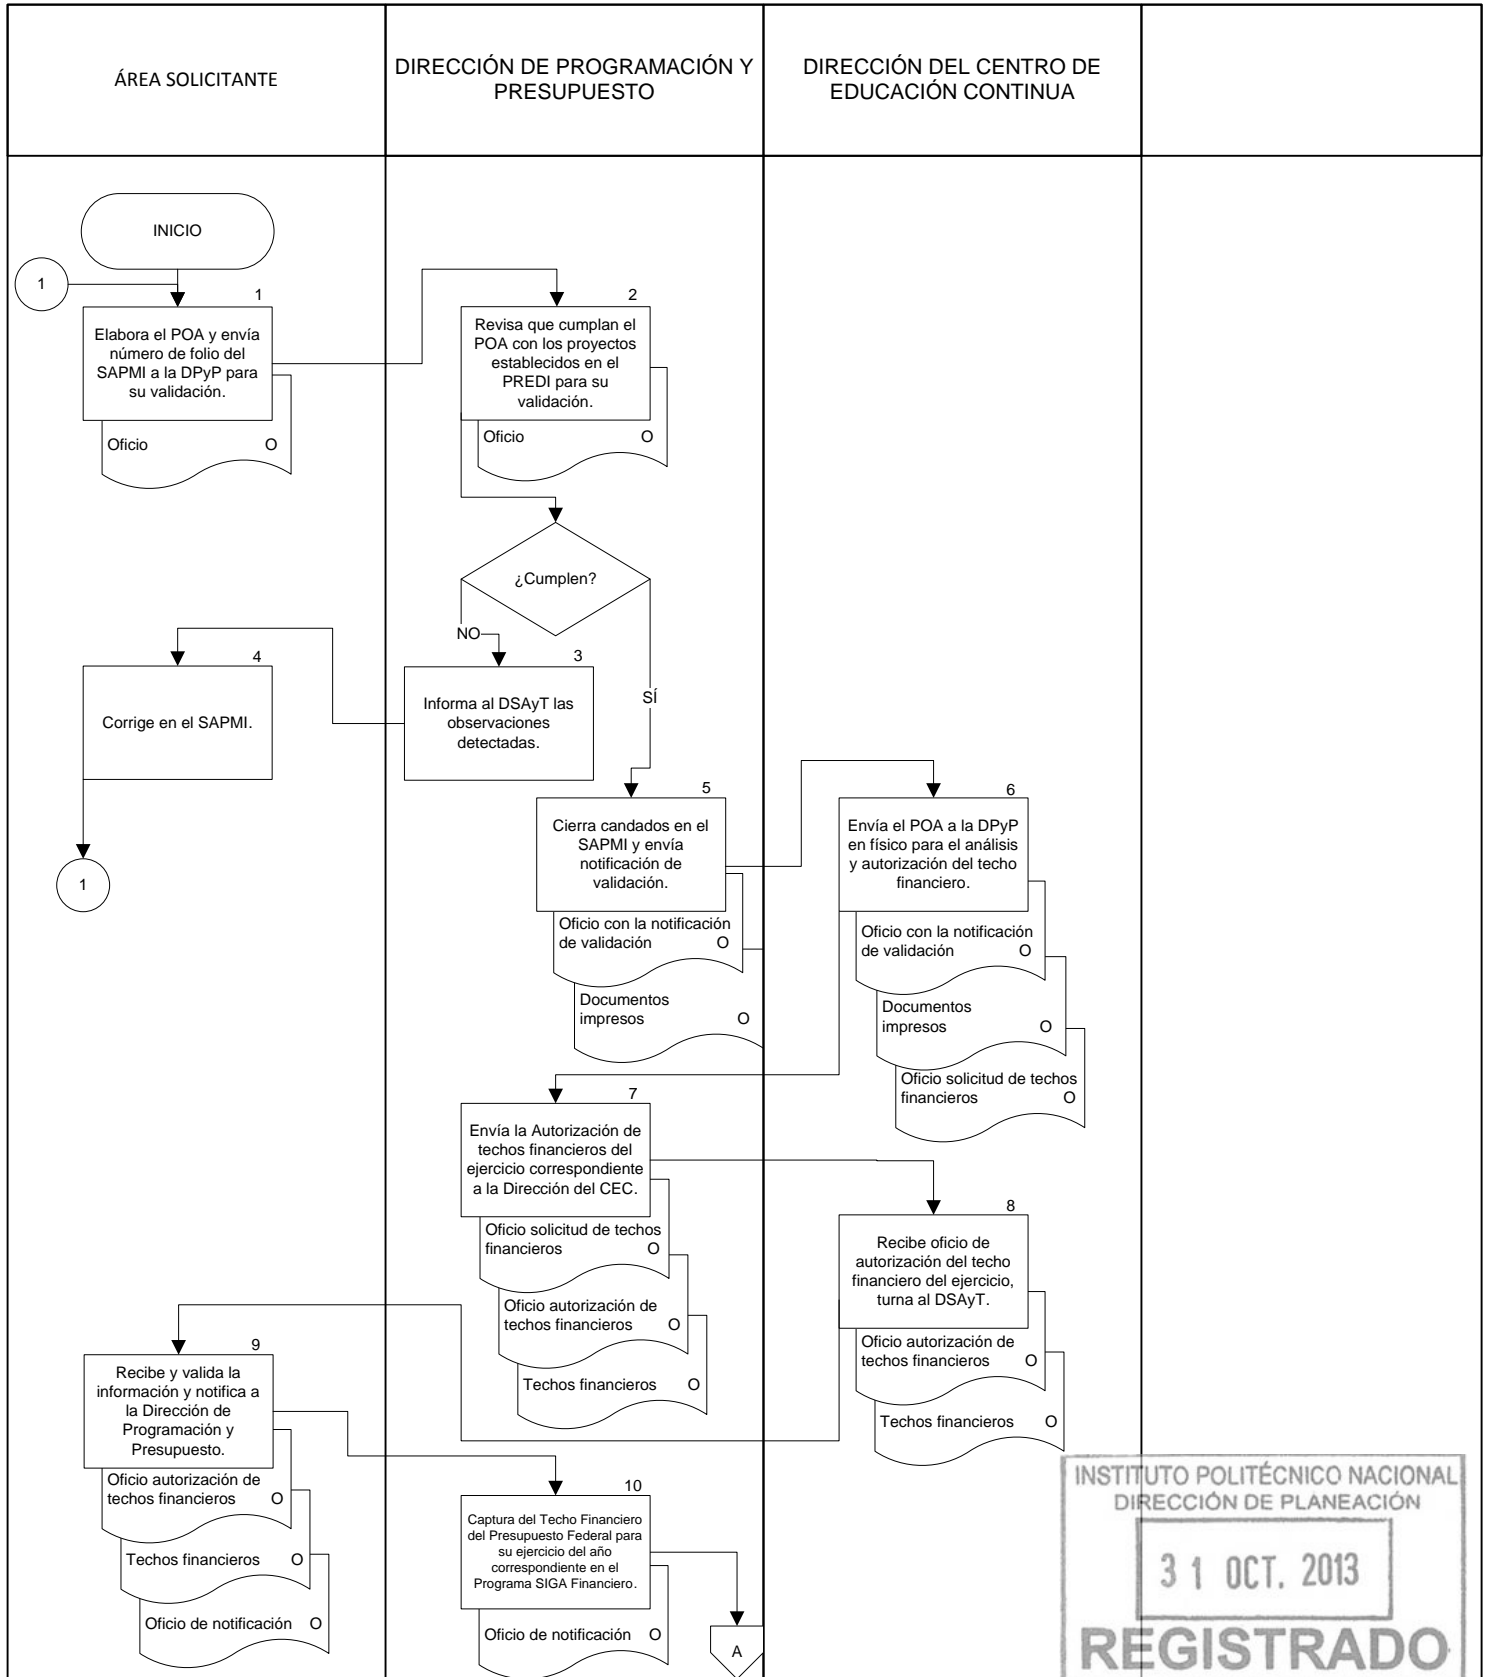 ÁREA SOLICITANTE
DIRECCIÓN DE PROGRAMACIÓN Y
PRESUPUESTO
DIRECCIÓN DEL CENTRO DE
EDUCACIÓN CONTINUA
INICIO
1
1
Elabora el POA y envía
número de folio del
SAPMI a la DPyP para
su validación.
Oficio O
2
Revisa que cumplan el
POA con los proyectos
establecidos en el
PREDI para su
validación.
Oficio O
¿Cumplen?
NO
SÍ
3
Informa al DSAyT las
observaciones
detectadas.
4
Corrige en el SAPMI.
1
5
Cierra candados en el
SAPMI y envía
notificación de
validación.
Oficio con la notificación
de validación O
Documentos
impresos O
6
Envía el POA a la DPyP
en físico para el análisis
y autorización del techo
financiero.
Oficio con la notificación
de validación O
Documentos
impresos O
Oficio solicitud de techos
financieros O
7
Envía la Autorización de
techos financieros del
ejercicio correspondiente
a la Dirección del CEC.
Oficio solicitud de techos
financieros O
Oficio autorización de
techos financieros O
Techos financieros O
8
Recibe oficio de
autorización del techo
financiero del ejercicio,
turna al DSAyT.
Oficio autorización de
techos financieros O
Techos financieros O
9
Recibe y valida la
información y notifica a
la Dirección de
Programación y
Presupuesto.
Oficio autorización de
techos financieros O
Techos financieros O
Oficio de notificación O
10
Captura del Techo Financiero
del Presupuesto Federal para
su ejercicio del año
correspondiente en el
Programa SIGA Financiero.
Oficio de notificación O
A
INSTITUTO POLITÉCNICO NACIONAL
DIRECCIÓN DE PLANEACIÓN
3 1 OCT. 2013
REGISTRADO